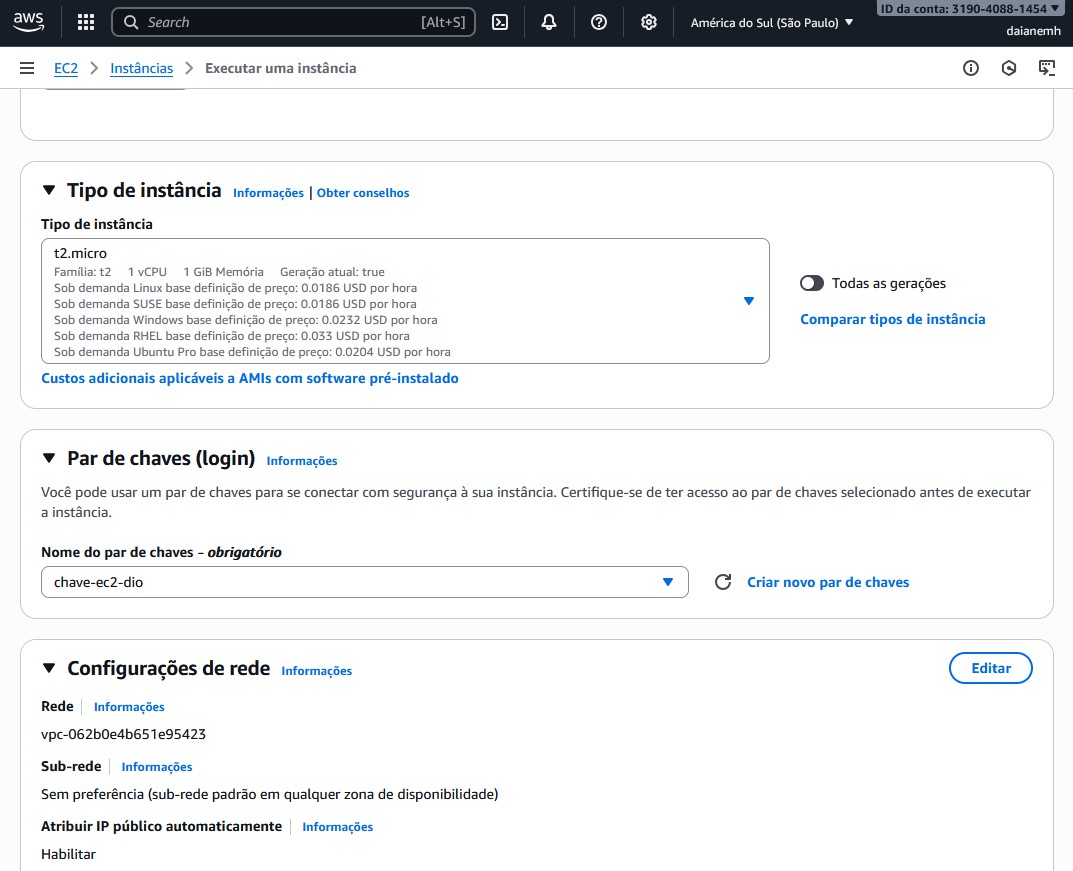 aws
Search
[Alt+S]
América do Sul (São Paulo)
ID da conta: 3190-4088-1454
daianemh
EC2
Instâncias
Executar uma instância
Tipo de instância
Informações | Obter conselhos
Tipo de instância
t2.micro
Família: t2 1 vCPU 1 GiB Memória Geração atual: true
Sob demanda Linux base definição de preço: 0.0186 USD por hora
Sob demanda SUSE base definição de preço: 0.0186 USD por hora
Sob demanda Windows base definição de preço: 0.0232 USD por hora
Sob demanda RHEL base definição de preço: 0.033 USD por hora
Sob demanda Ubuntu Pro base definição de preço: 0.0204 USD por hora
Todas as gerações
Comparar tipos de instância
Custos adicionais aplicáveis a AMIs com software pré-instalado
Par de chaves (login)
Informações
Você pode usar um par de chaves para se conectar com segurança à sua instância. Certifique-se de ter acesso ao par de chaves selecionado antes de executar
a instância.
Nome do par de chaves - obrigatório
chave-ec2-dio
Criar novo par de chaves
Configurações de rede
Informações
Editar
Rede
Informações
vpc-062b0e4b651e95423
Sub-rede
Informações
Sem preferência (sub-rede padrão em qualquer zona de disponibilidade)
Atribuir IP público automaticamente
Informações
Habilitar